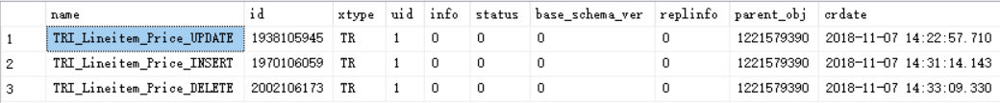 name id xtype uid info status base_schema_ver replinfo parent_obj crdate
1 TRI_Lineitem_Price_UPDATE 1938105945 TR 1 0 0 0 0 1221579390 2018-11-07 14:22:57.710
2 TRI_Lineitem_Price_INSERT 1970106059 TR 1 0 0 0 0 1221579390 2018-11-07 14:31:14.143
3 TRI_Lineitem_Price_DELETE 2002106173 TR 1 0 0 0 0 1221579390 2018-11-07 14:33:09.330